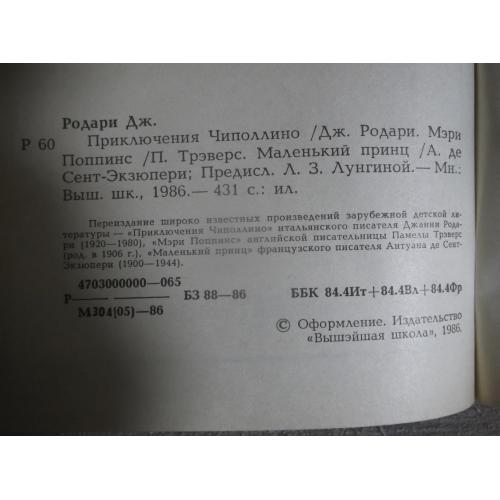 Родари Дж.
Р 60 Приключения Чиполлино /Дж. Родари. Мэри
Поппинс /П. Трэверс. Маленький принц /А. де
Сент-Экзюпери; Предисл. Л. З. Лунгиной.— Мн.:
Выш. шк., 1986.— 431 с.: ил.
Переиздание широко известных произведений зарубежной детской ли-
тературы — «Приключения Чиполлино» итальянского писателя Джанни Рода-
ри (1920—1980), «Мэри Поппинс» английской писательницы Памелы Трэверс
(род. в 1906 г.), «Маленький принц» французского писателя Антуана де Сент-
Экзюпери (1900—1944).
4703000000—065
Р———— БЗ 88—86 ББК 84.4Ит+84.4Вл+84.4Фр
М304(05)—86
© Оформление. Издательство
«Вышэйшая школа», 1986.